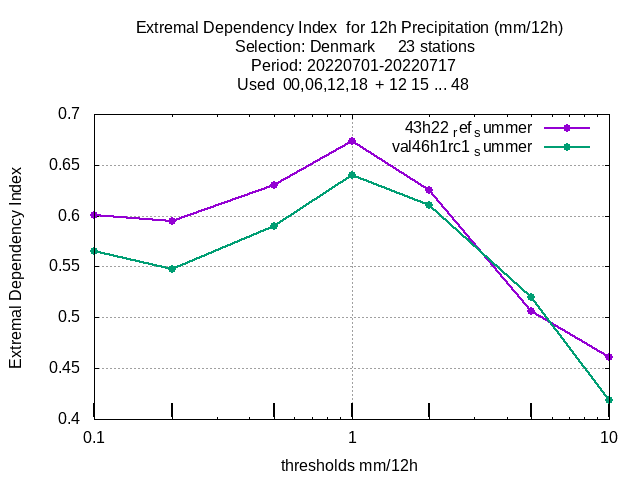 Extremal Dependency Index  for 12h Precipitation (mm/12h)
Selection: Denmark     23 stations
Period: 20220701-20220717
Used  00,06,12,18  + 12 15 ... 48
0.7
0.65
0.6
0.55
0.5
0.45
0.4
Extremal Dependency Index
43h22 ref summer
val46h1rc1 summer
0.1
1
10
thresholds mm/12h